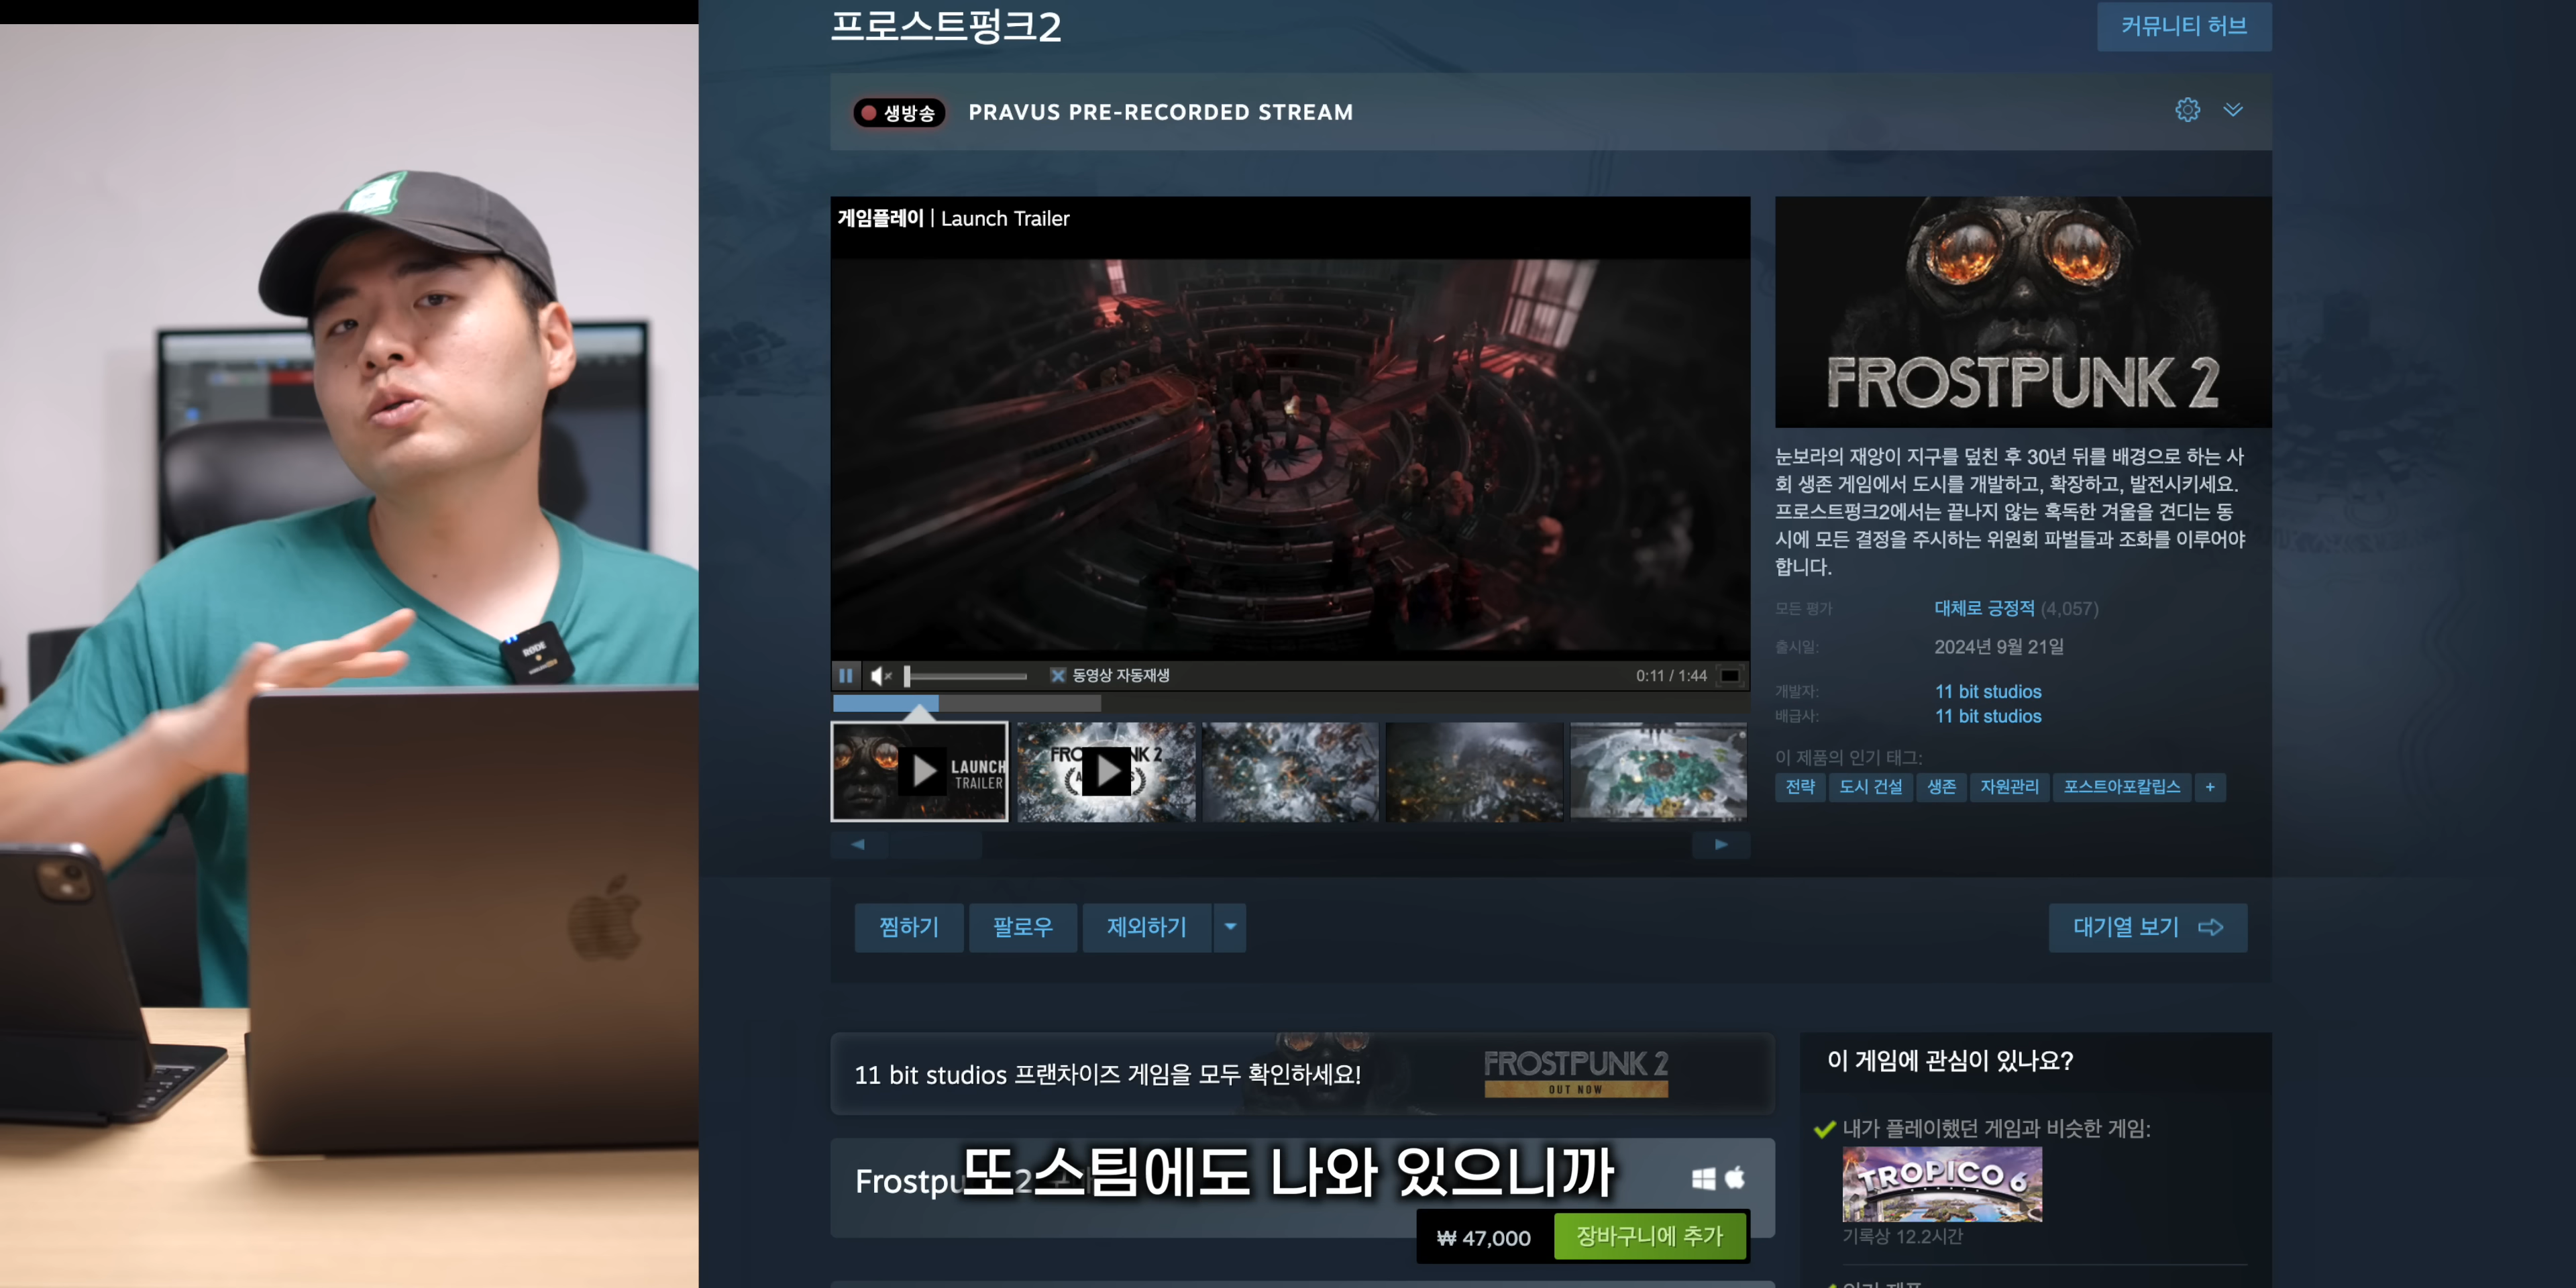 프로스트펑크2
커뮤니티 허브
생방송
PRAVUS PRE-RECORDED STREAM
게임플레이 | Launch Trailer
FROSTPUNK 2
눈보라의 재앙이 지구를 덮친 후 30년 뒤를 배경으로 하는 사
회 생존 게임에서 도시를 개발하고, 확장하고, 발전시키세요.
프로스트펑크2에서는 끝나지 않는 혹독한 겨울을 견디는 동
시에 모든 결정을 주시하는 위원회 파벌들과 조화를 이루어야
합니다.
모든 평가 대체로 긍정적 (4,057)
출시일: 2024년 9월 21일
개발자: 11 bit studios
배급사: 11 bit studios
이 제품의 인기 태그:
전략 도시 건설 생존 자원관리 포스트아포칼립스 +
동영상 자동재생
0:11 / 1:44
LAUNCH
TRAILER
RODE
찜하기 팔로우 제외하기
대기열 보기
11 bit studios 프랜차이즈 게임을 모두 확인하세요!
FROSTPUNK 2
OUT NOW
이 게임에 관심이 있나요?
내가 플레이했던 게임과 비슷한 게임:
TROPICO 6
기록상 12.2시간
또 스팀에도 나와 있으니까
₩ 47,000
장바구니에 추가